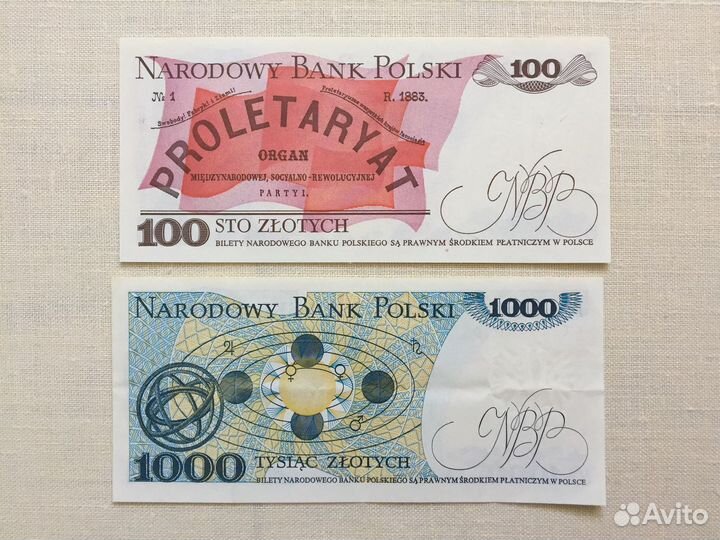 NARODOWY BANK POLSKI 100
№ 1 R. 1883.
Swoboda! Fabryki i Ziemi!
PROLETARYAT
ORGAN
MIĘDZYNARODOWEJ, SOCYALNO-REWOLUCYJNEJ
PARTYI.
NBP
100 STO ZŁOTYCH
BILETY NARODOWEGO BANKU POLSKIEGO SĄ PRAWNYM ŚRODKIEM PŁATNICZYM W POLSCE
NARODOWY BANK POLSKI 1000
♃ ♄
♀ ☿
♂
NBP
1000 TYSIĄC ZŁOTYCH
BILETY NARODOWEGO BANKU POLSKIEGO SĄ PRAWNYM ŚRODKIEM PŁATNICZYM W POLSCE
Avito